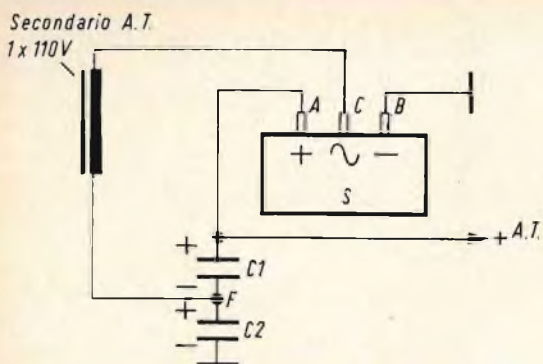 Secondario A.T.
1 x 110V
A C B
+ ∿ −
S
+ A.T.
+
C1
−
F
+
C2
−